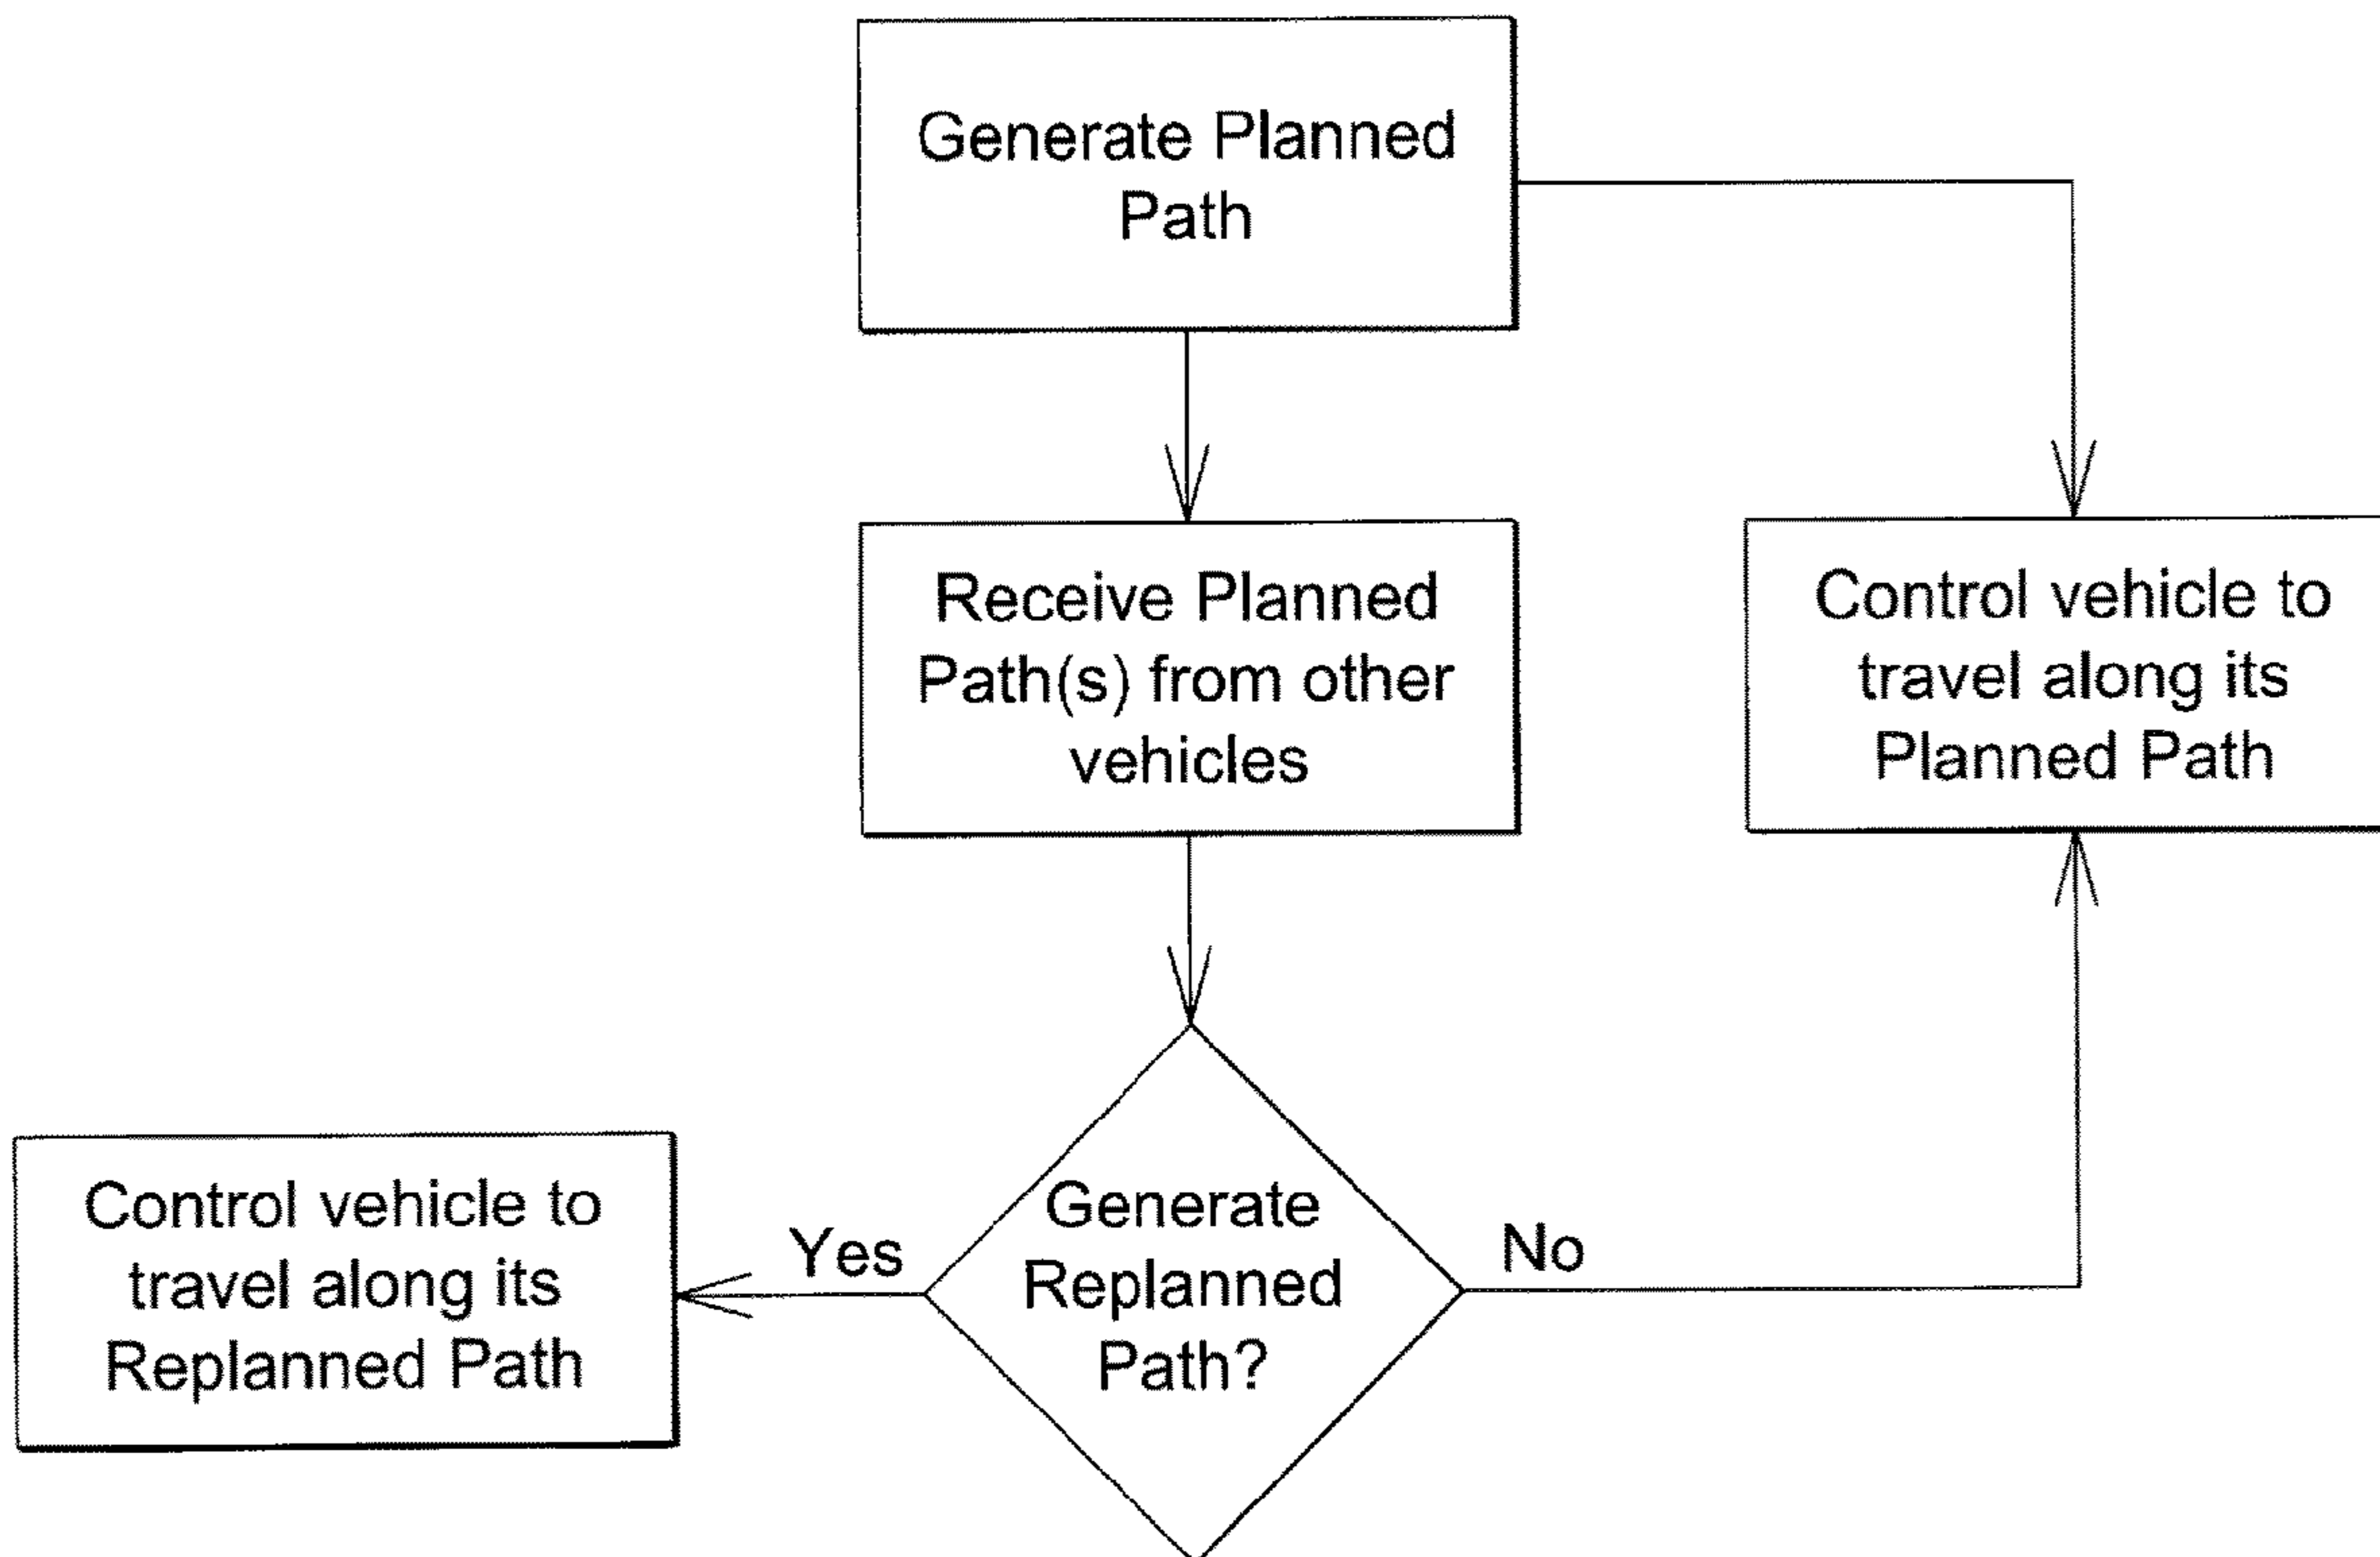 Generate Planned
Path
Receive Planned
Path(s) from other
vehicles
Control vehicle to
travel along its
Planned Path
Control vehicle to
travel along its
Replanned Path
Yes
Generate
Replanned
Path?
No